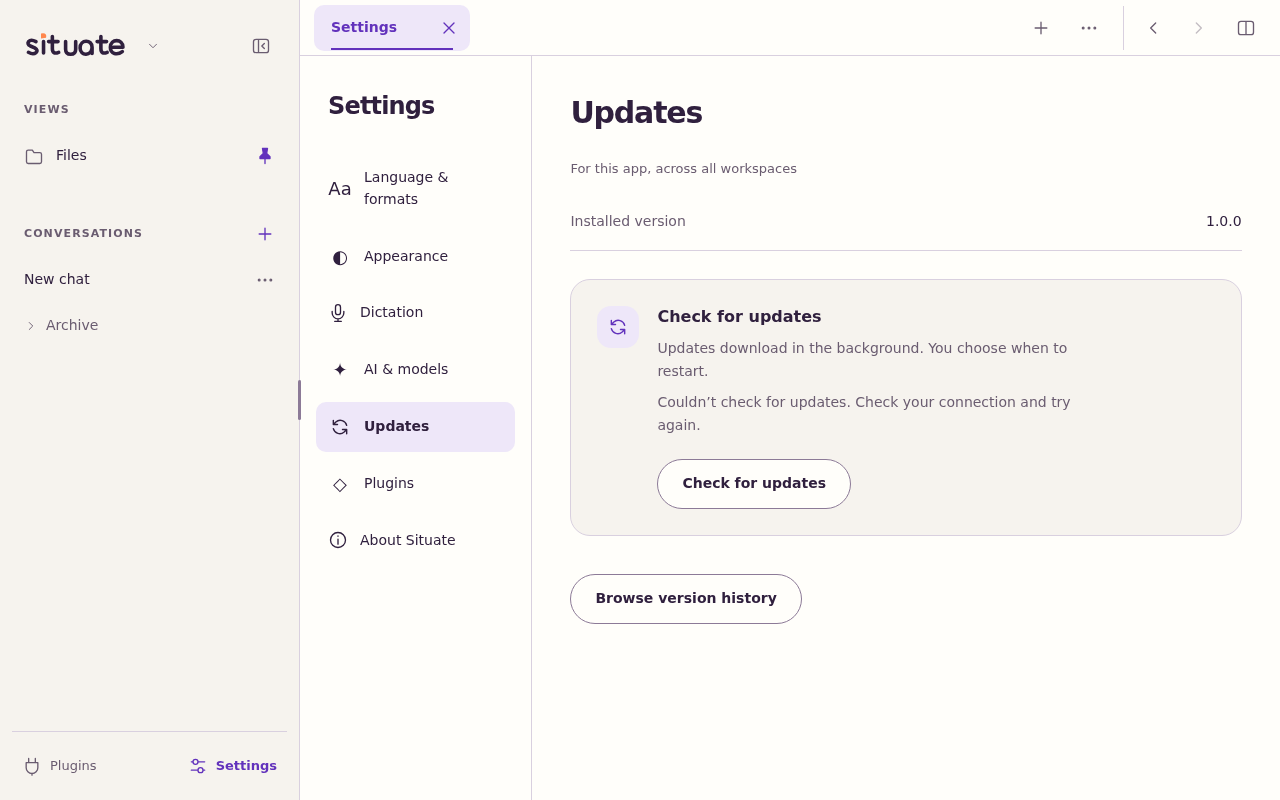 situate
VIEWS
Files
CONVERSATIONS
New chat
Archive
Plugins
Settings
Settings
Settings
Aa
Language &
formats
Appearance
Dictation
AI & models
Updates
Plugins
About Situate
Updates
For this app, across all workspaces
Installed version 1.0.0
Check for updates
Updates download in the background. You choose when to
restart.
Couldn’t check for updates. Check your connection and try
again.
Check for updates
Browse version history